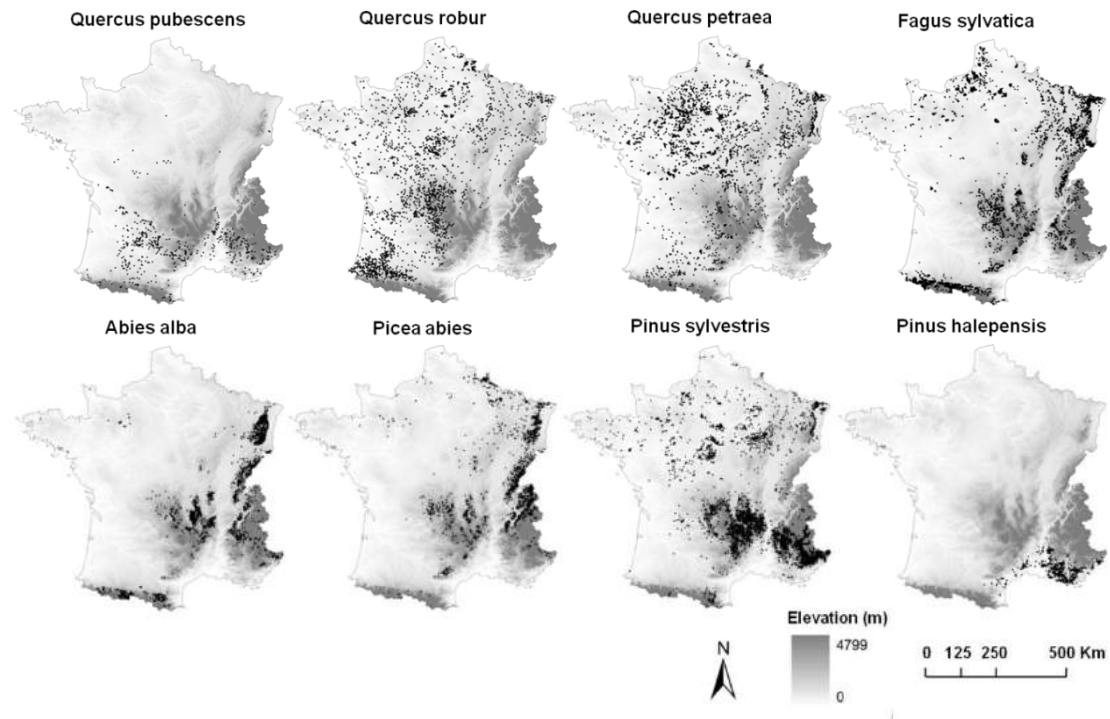 Quercus pubescens Quercus robur Quercus petraea Fagus sylvatica
Abies alba Picea abies Pinus sylvestris Pinus halepensis
Elevation (m)
N
4799
0
0 125 250 500 Km